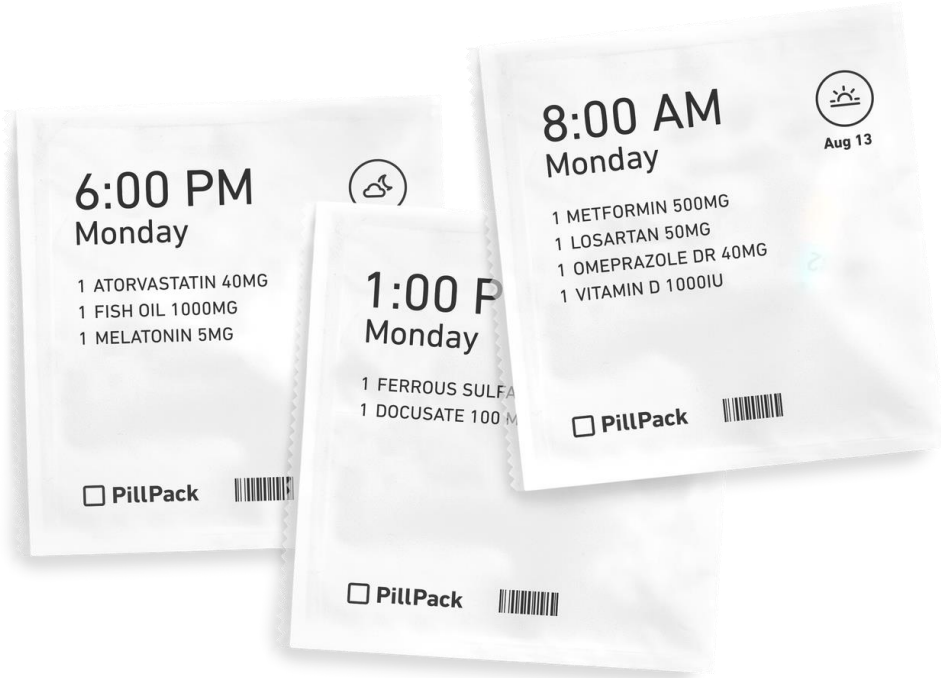 6:00 PM
Monday
1 ATORVASTATIN 40MG
1 FISH OIL 1000MG
1 MELATONIN 5MG
PillPack
1:00
Monday
1 FERROUS
1 DOCUSATE 100
PillPack
8:00 AM
Monday
Aug 13
1 METFORMIN 500MG
1 LOSARTAN 50MG
1 OMEPRAZOLE DR 40MG
1 VITAMIN D 1000IU
PillPack